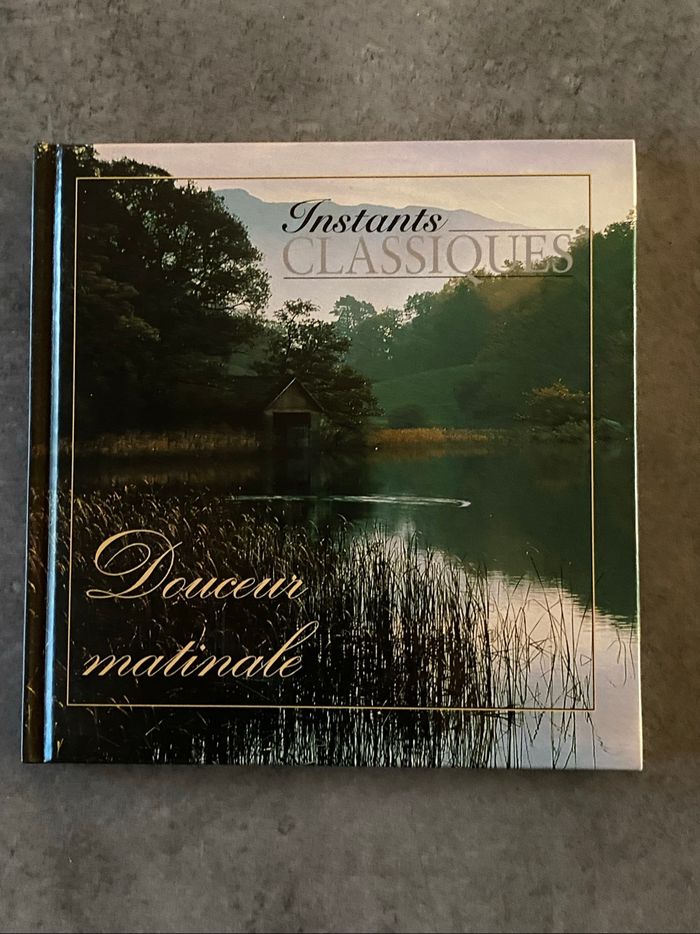 Instants
CLASSIQUES
Douceur
matinale